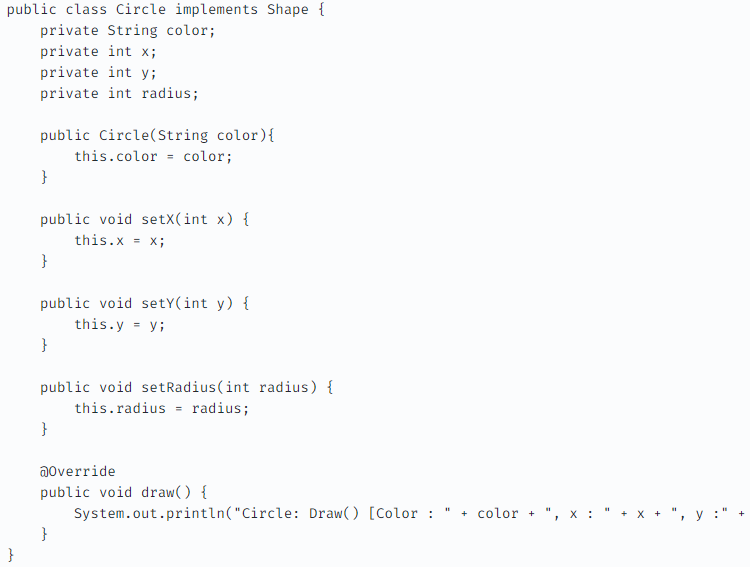 public class Circle implements Shape {
    private String color;
    private int x;
    private int y;
    private int radius;

    public Circle(String color){
        this.color = color;
    }

    public void setX(int x) {
        this.x = x;
    }

    public void setY(int y) {
        this.y = y;
    }

    public void setRadius(int radius) {
        this.radius = radius;
    }

    @Override
    public void draw() {
        System.out.println("Circle: Draw() [Color : " + color + ", x : " + x + ", y :" +
    }
}